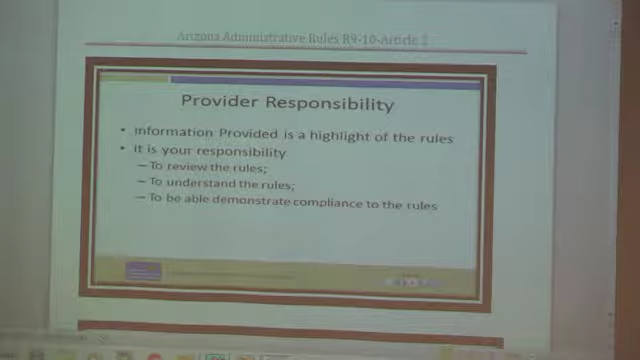 Arizona Administrative Rules R9-10-Article 2
Provider Responsibility
• Information Provided is a highlight of the rules
• It is your responsibility
– To review the rules;
– To understand the rules;
– To be able demonstrate compliance to the rules